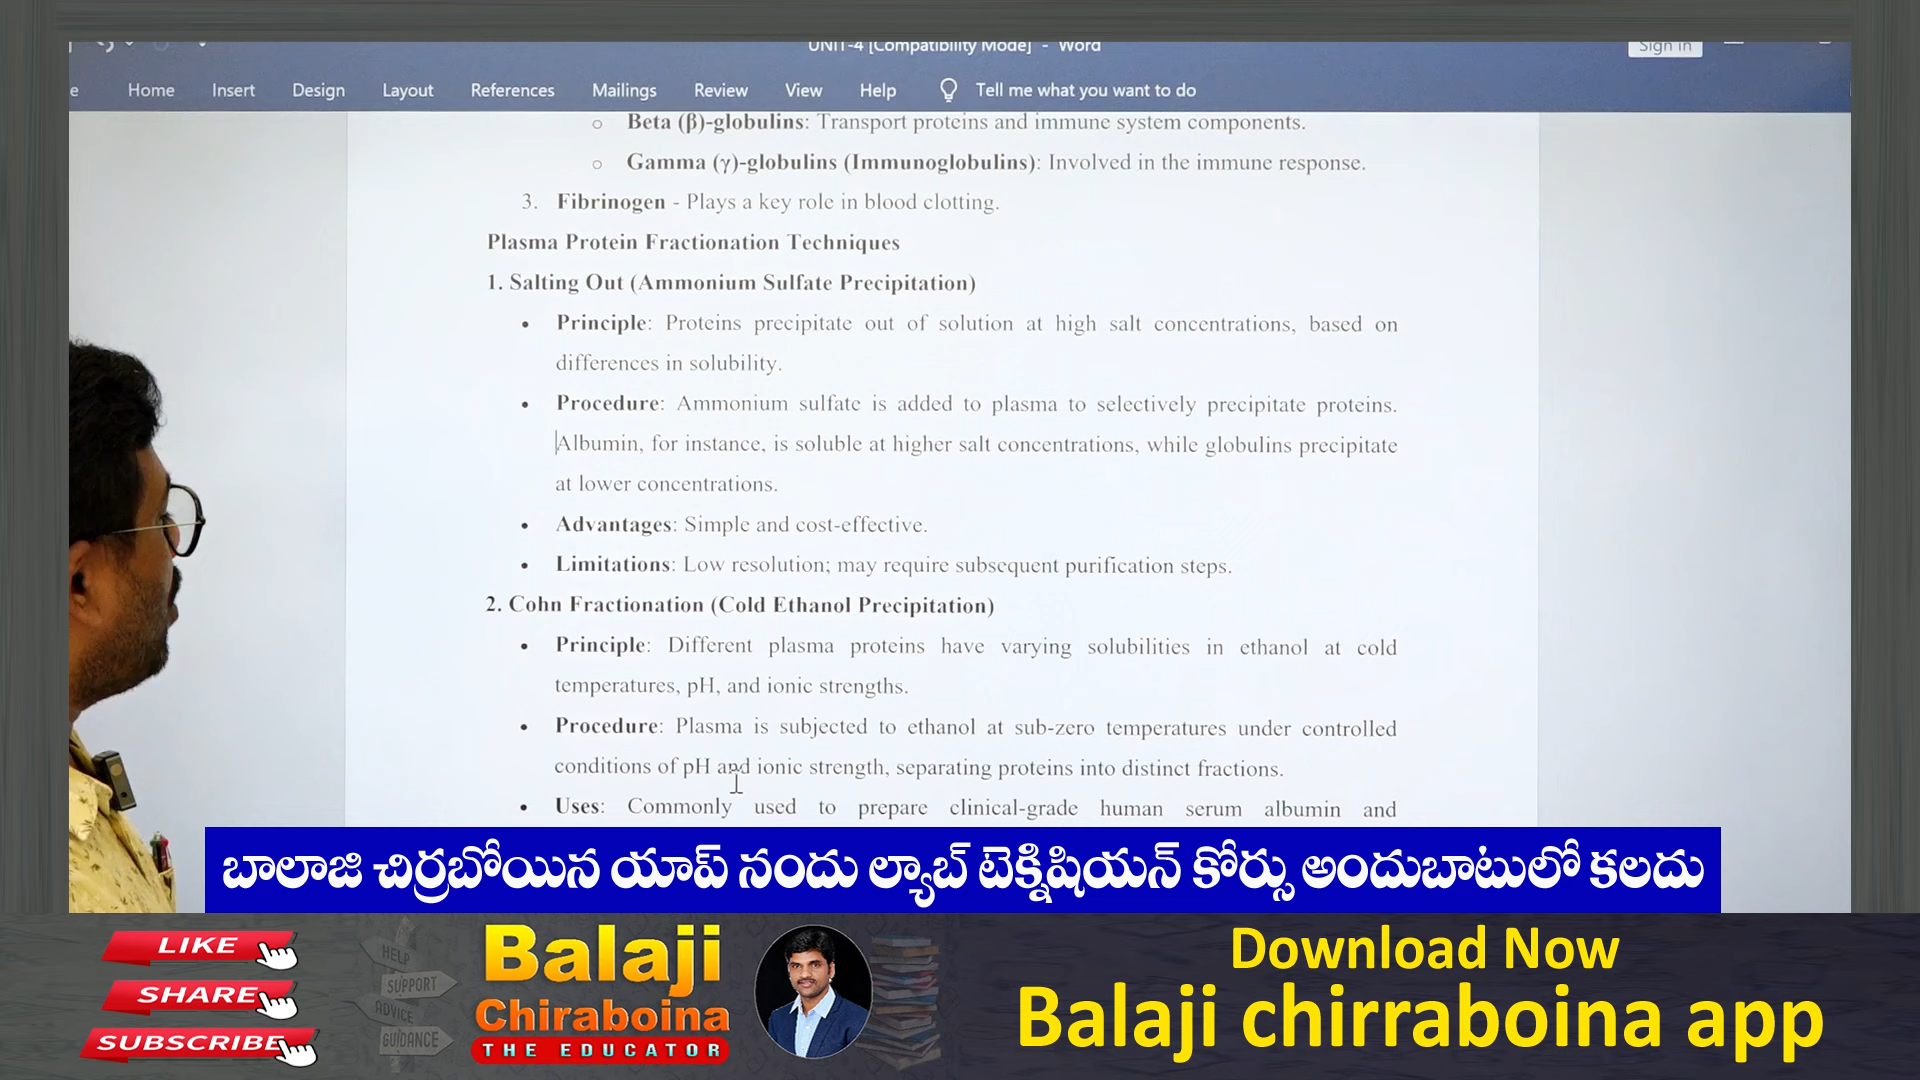 UNIT-4 [Compatibility Mode] - Word
Sign in
e Home Insert Design Layout References Mailings Review View Help Tell me what you want to do
o Beta (β)-globulins: Transport proteins and immune system components.
o Gamma (γ)-globulins (Immunoglobulins): Involved in the immune response.
3. Fibrinogen - Plays a key role in blood clotting.
Plasma Protein Fractionation Techniques
1. Salting Out (Ammonium Sulfate Precipitation)
• Principle: Proteins precipitate out of solution at high salt concentrations, based on
differences in solubility.
• Procedure: Ammonium sulfate is added to plasma to selectively precipitate proteins.
Albumin, for instance, is soluble at higher salt concentrations, while globulins precipitate
at lower concentrations.
• Advantages: Simple and cost-effective.
• Limitations: Low resolution; may require subsequent purification steps.
2. Cohn Fractionation (Cold Ethanol Precipitation)
• Principle: Different plasma proteins have varying solubilities in ethanol at cold
temperatures, pH, and ionic strengths.
• Procedure: Plasma is subjected to ethanol at sub-zero temperatures under controlled
conditions of pH and ionic strength, separating proteins into distinct fractions.
• Uses: Commonly used to prepare clinical-grade human serum albumin and
బాలాజి చిర్రబోయిన యాప్ నందు ల్యాబ్ టెక్నిషియన్ కోర్సు అందుబాటులో కలదు
LIKE
SHARE
SUBSCRIBE
HELP
SUPPORT
ADVICE
GUIDANCE
Balaji
Chiraboina
THE EDUCATOR
Download Now
Balaji chirraboina app